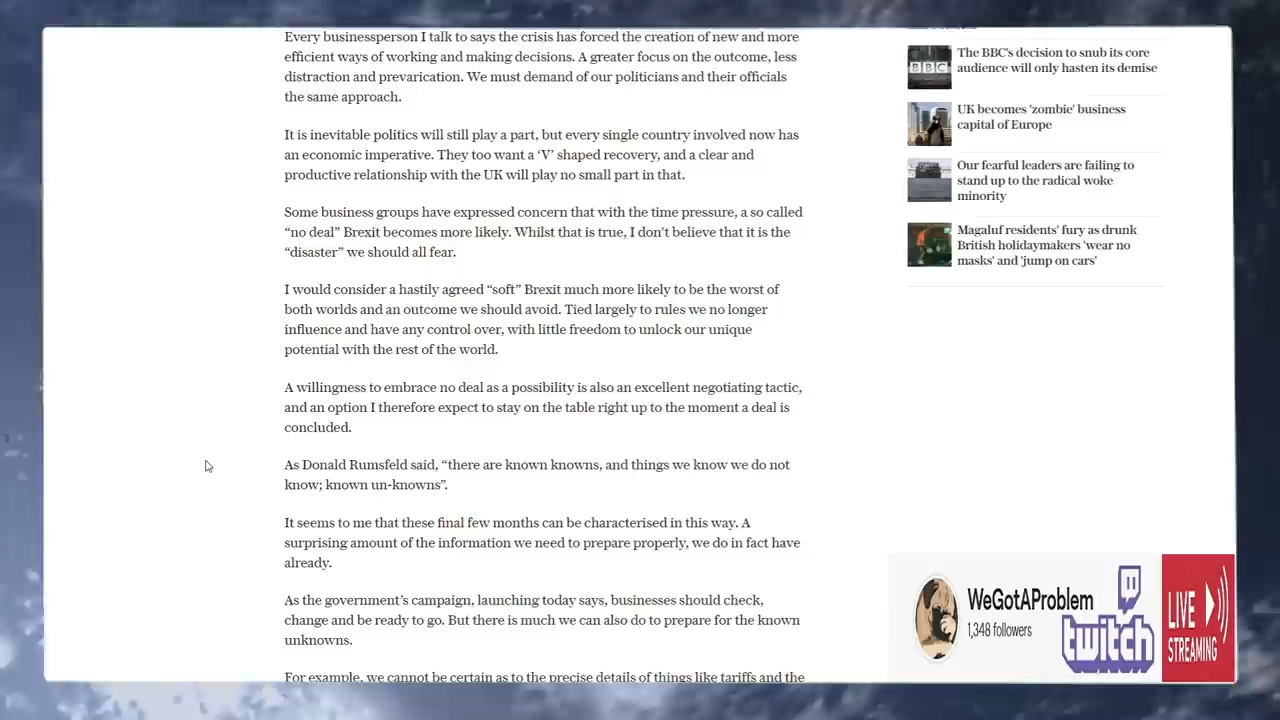 Every businessperson I talk to says the crisis has forced the creation of new and more
efficient ways of working and making decisions. A greater focus on the outcome, less
distraction and prevarication. We must demand of our politicians and their officials
the same approach.
It is inevitable politics will still play a part, but every single country involved now has
an economic imperative. They too want a ‘V’ shaped recovery, and a clear and
productive relationship with the UK will play no small part in that.
Some business groups have expressed concern that with the time pressure, a so called
“no deal” Brexit becomes more likely. Whilst that is true, I don’t believe that it is the
“disaster” we should all fear.
I would consider a hastily agreed “soft” Brexit much more likely to be the worst of
both worlds and an outcome we should avoid. Tied largely to rules we no longer
influence and have any control over, with little freedom to unlock our unique
potential with the rest of the world.
A willingness to embrace no deal as a possibility is also an excellent negotiating tactic,
and an option I therefore expect to stay on the table right up to the moment a deal is
concluded.
As Donald Rumsfeld said, “there are known knowns, and things we know we do not
know; known un-knowns”.
It seems to me that these final few months can be characterised in this way. A
surprising amount of the information we need to prepare properly, we do in fact have
already.
As the government’s campaign, launching today says, businesses should check,
change and be ready to go. But there is much we can also do to prepare for the known
unknowns.
For example, we cannot be certain as to the precise details of things like tariffs and the
BBC
The BBC's decision to snub its core
audience will only hasten its demise
UK becomes 'zombie' business
capital of Europe
Our fearful leaders are failing to
stand up to the radical woke
minority
Magaluf residents' fury as drunk
British holidaymakers 'wear no
masks' and 'jump on cars'
WeGotAProblem
1,348 followers
twitch
LIVE
STREAMING